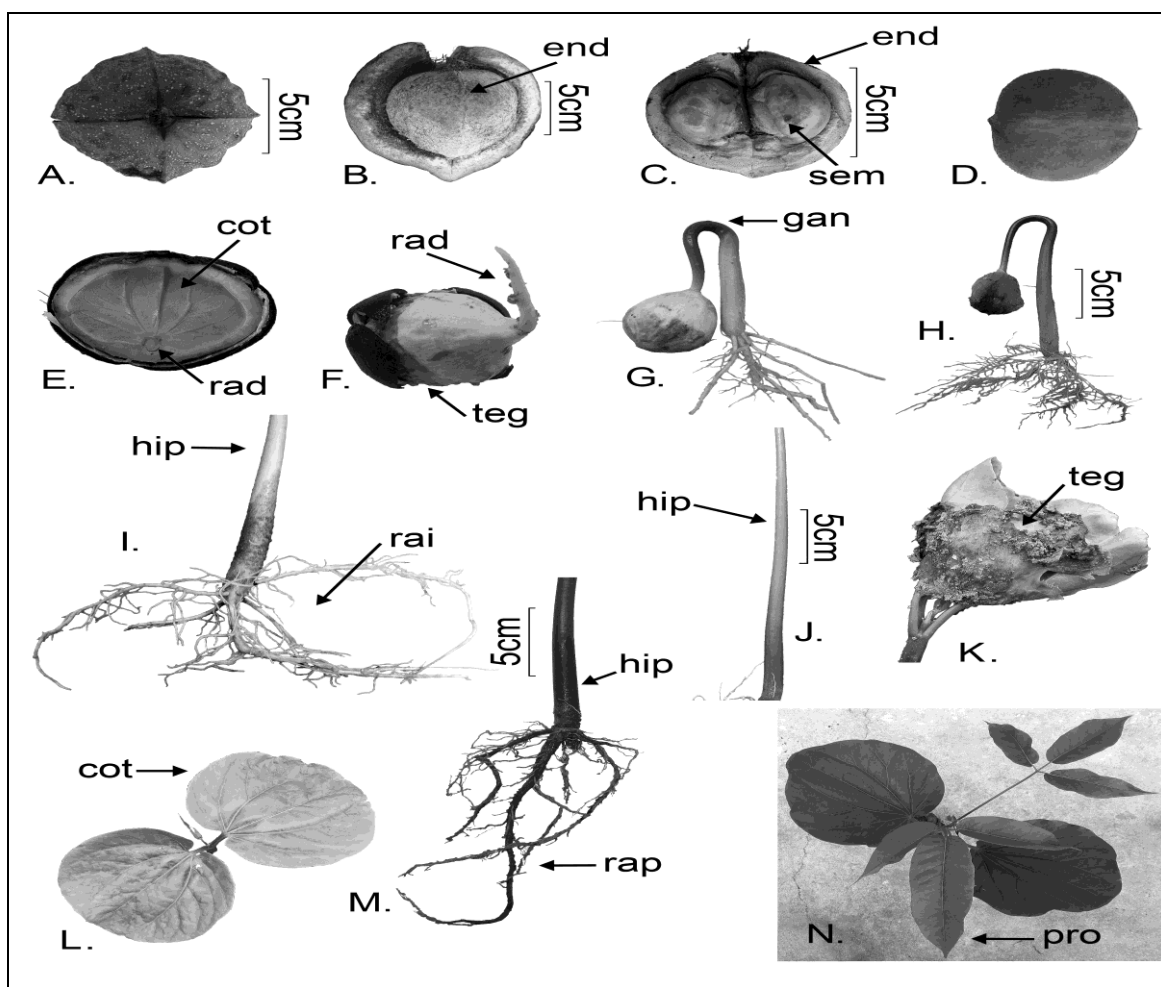 end
5cm
A.
end
5cm
B.
end
5cm
sem
C.
D.
cot
rad
E.
rad
teg
F.
gan
G.
5cm
H.
hip
rai
I.
hip
5cm
J.
teg
K.
cot
L.
5cm
hip
rap
M.
pro
N.